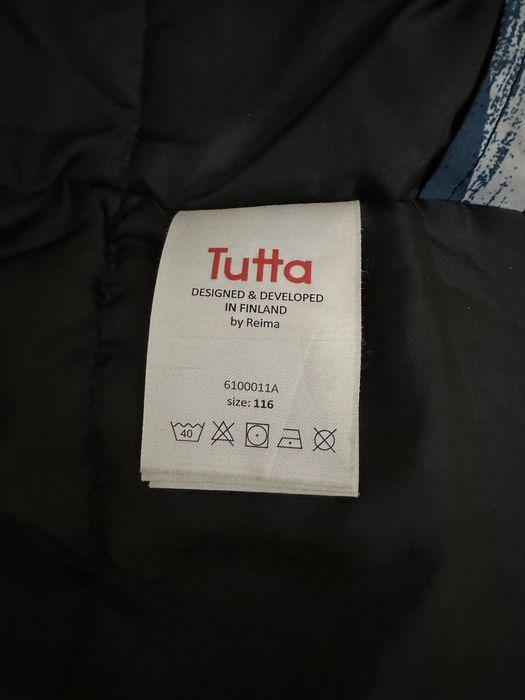 Tutta
DESIGNED & DEVELOPED
IN FINLAND
by Reima
6100011A
size: 116
40